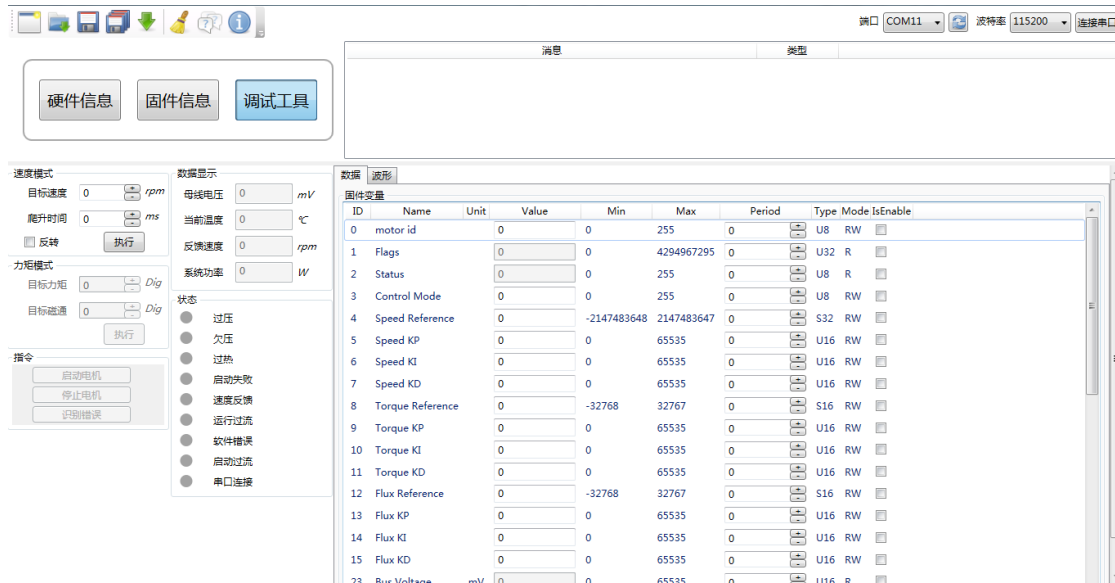 端口 COM11 波特率 115200 连接串口
消息 类型
硬件信息 固件信息 调试工具
速度模式
目标速度 0 rpm
爬升时间 0 ms
反转 执行
力矩模式
目标力矩 0 Dig
目标磁通 0 Dig
执行
指令
启动电机
停止电机
识别错误
数据显示
母线电压 0 mV
当前温度 0 ℃
反馈速度 0 rpm
系统功率 0 W
状态
过压
欠压
过热
启动失败
速度反馈
运行过流
软件错误
启动过流
串口连接
数据 波形
固件变量
ID Name Unit Value Min Max Period Type Mode IsEnable
0 motor id 0 0 255 0 U8 RW
1 Flags 0 0 4294967295 0 U32 R
2 Status 0 0 255 0 U8 R
3 Control Mode 0 0 255 0 U8 RW
4 Speed Reference 0 -2147483648 2147483647 0 S32 RW
5 Speed KP 0 0 65535 0 U16 RW
6 Speed KI 0 0 65535 0 U16 RW
7 Speed KD 0 0 65535 0 U16 RW
8 Torque Reference 0 -32768 32767 0 S16 RW
9 Torque KP 0 0 65535 0 U16 RW
10 Torque KI 0 0 65535 0 U16 RW
11 Torque KD 0 0 65535 0 U16 RW
12 Flux Reference 0 -32768 32767 0 S16 RW
13 Flux KP 0 0 65535 0 U16 RW
14 Flux KI 0 0 65535 0 U16 RW
15 Flux KD 0 0 65535 0 U16 RW
23 Bus Voltage mV 0 0 65535 0 U16 R